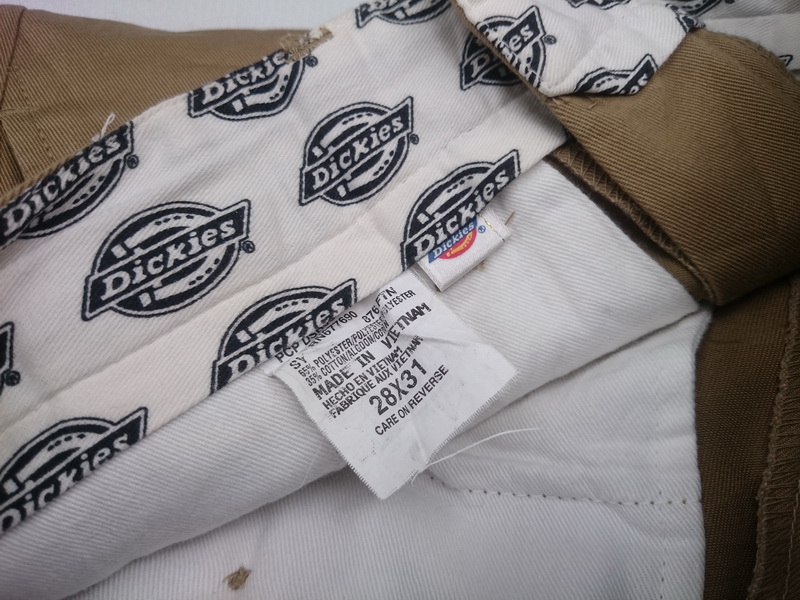 Dickies
®
Dickies
®
Dickies
Dickies
®
Dickies
Dickies
Dickies
Dickies
Dickies
®
65% POLYESTER/POLIESTER/POLYESTER
35% COTTON/ALGODON/COTON
MADE IN VIETNAM
HECHO EN VIETNAM
FABRIQUE AUX VIETNAM
28X31
CARE ON REVERSE